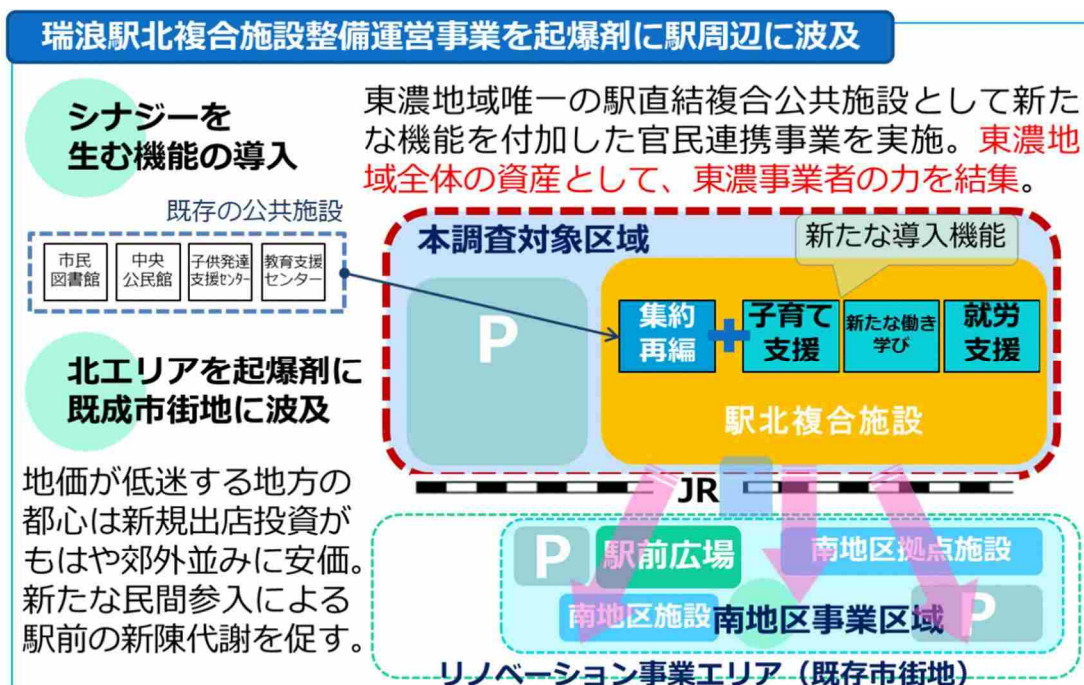 瑞浪駅北複合施設整備運営事業を起爆剤に駅周辺に波及
シナジーを
生む機能の導入
東濃地域唯一の駅直結複合公共施設として新た
な機能を付加した官民連携事業を実施。東濃地
域全体の資産として、東濃事業者の力を結集。
既存の公共施設
市民
図書館
中央
公民館
子供発達
支援センター
教育支援
センター
本調査対象区域
新たな導入機能
P
集約
再編
+
子育て
支援
新たな働き
学び
就労
支援
駅北複合施設
北エリアを起爆剤に
既成市街地に波及
地価が低迷する地方の
都心は新規出店投資が
もはや郊外並みに安価。
新たな民間参入による
駅前の新陳代謝を促す。
JR
P
駅前広場
南地区拠点施設
南地区施設
南地区事業区域
P
リノベーション事業エリア（既存市街地）